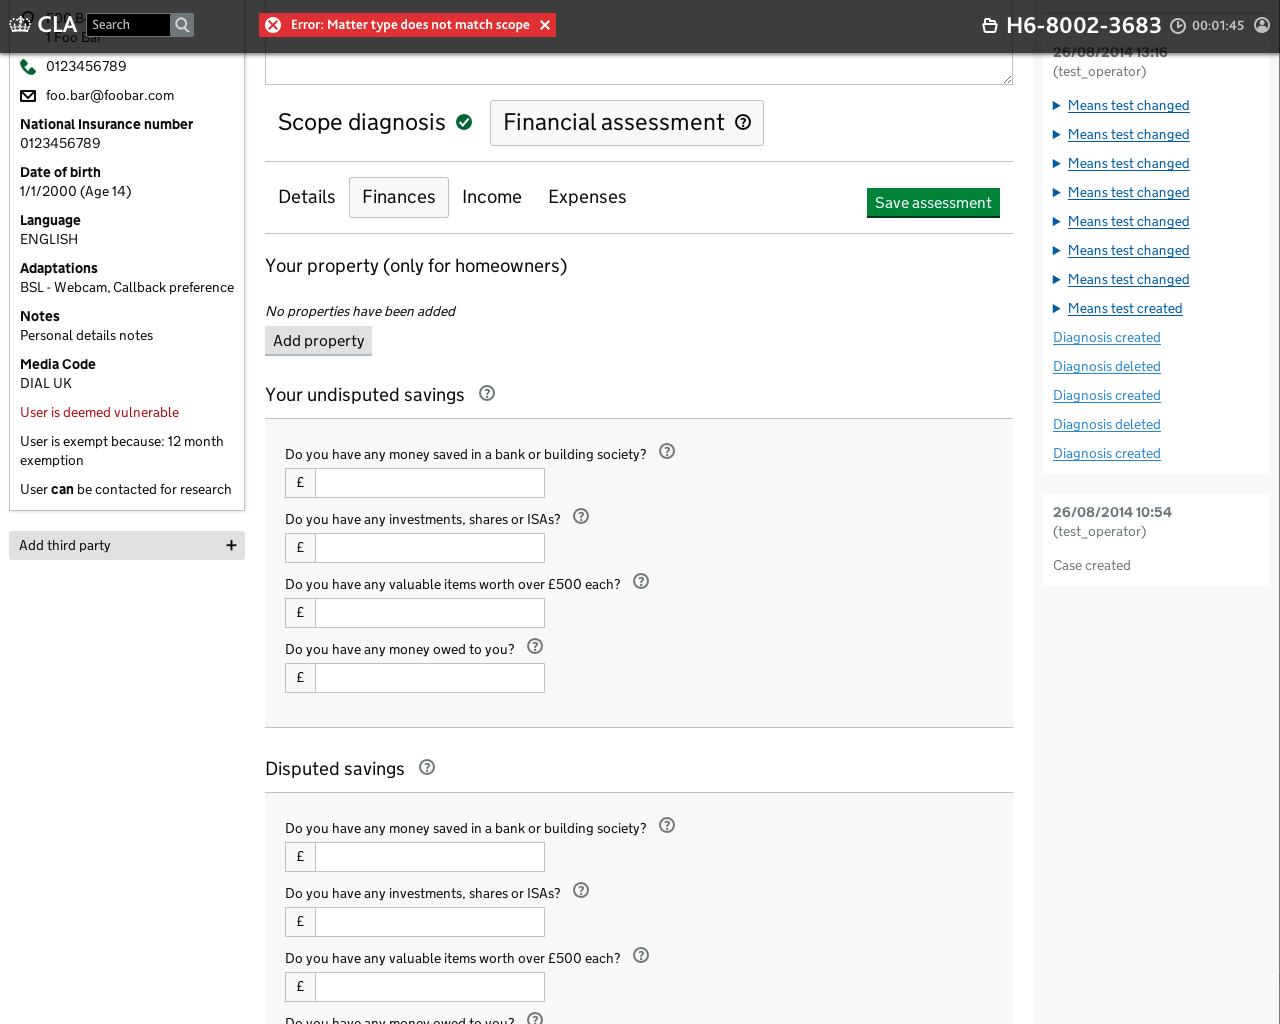 CLA
Search
Error: Matter type does not match scope
H6-8002-3683
00:01:45
1 Foo Bar
0123456789
foo.bar@foobar.com
National Insurance number
0123456789
Date of birth
1/1/2000 (Age 14)
Language
ENGLISH
Adaptations
BSL - Webcam, Callback preference
Notes
Personal details notes
Media Code
DIAL UK
User is deemed vulnerable
User is exempt because: 12 month
exemption
User can be contacted for research
Add third party
Scope diagnosis
Financial assessment
Details
Finances
Income
Expenses
Save assessment
Your property (only for homeowners)
No properties have been added
Add property
Your undisputed savings
Do you have any money saved in a bank or building society?
£
Do you have any investments, shares or ISAs?
£
Do you have any valuable items worth over £500 each?
£
Do you have any money owed to you?
£
Disputed savings
Do you have any money saved in a bank or building society?
£
Do you have any investments, shares or ISAs?
£
Do you have any valuable items worth over £500 each?
£
Do you have any money owed to you?
26/08/2014 13:16
(test_operator)
Means test changed
Means test changed
Means test changed
Means test changed
Means test changed
Means test changed
Means test changed
Means test created
Diagnosis created
Diagnosis deleted
Diagnosis created
Diagnosis deleted
Diagnosis created
26/08/2014 10:54
(test_operator)
Case created